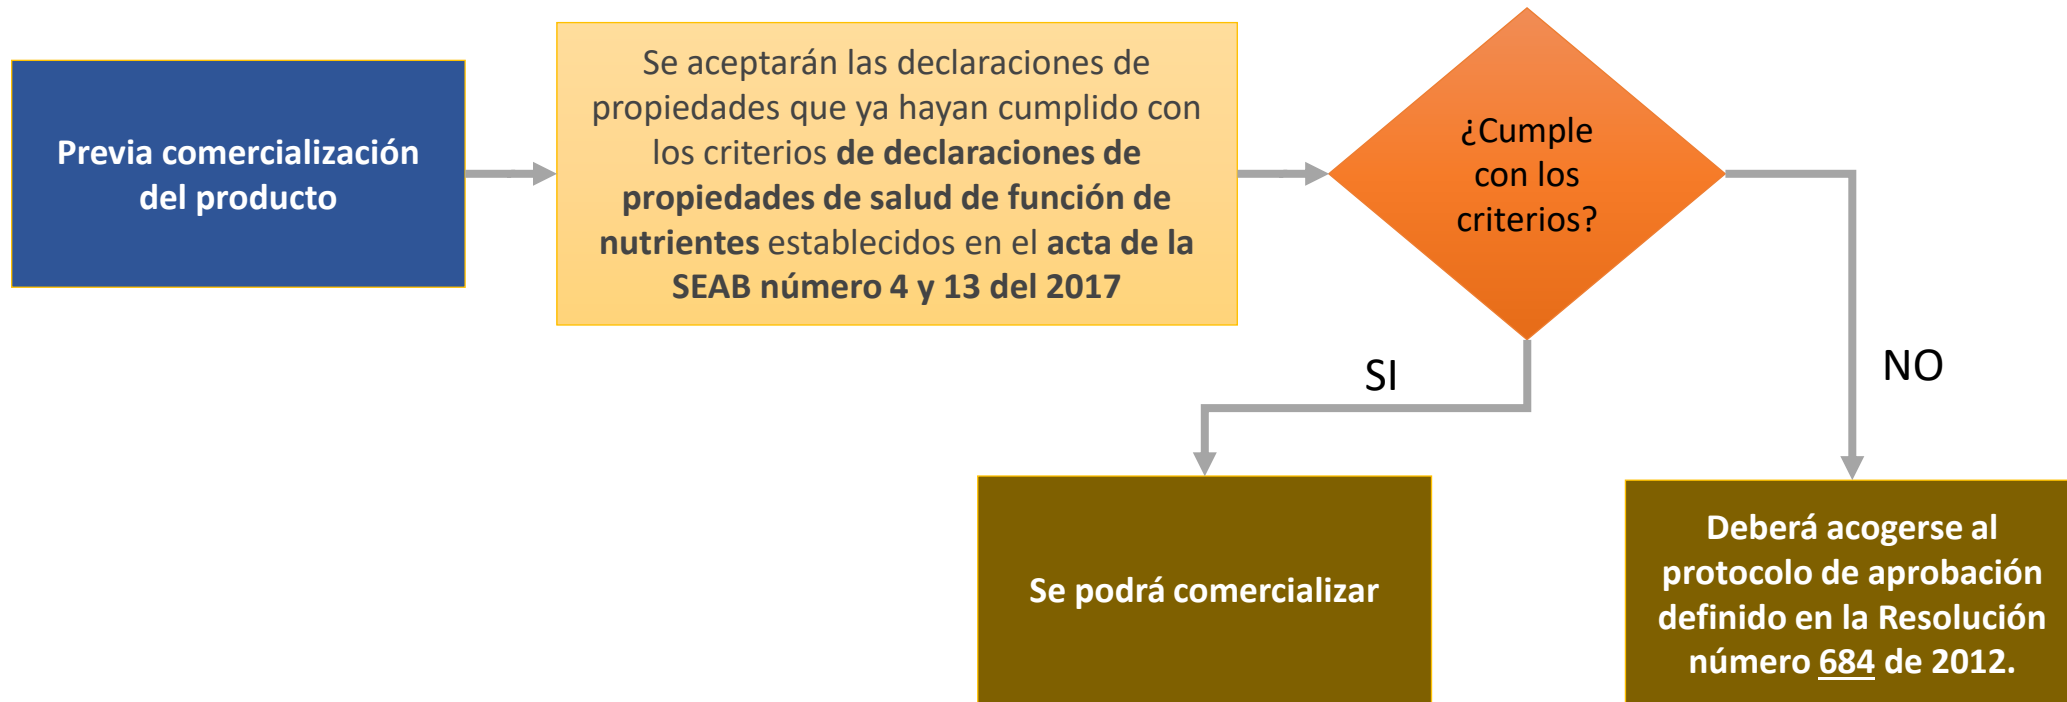 Previa comercialización
del producto
Se aceptarán las declaraciones de
propiedades que ya hayan cumplido con
los criterios de declaraciones de
propiedades de salud de función de
nutrientes establecidos en el acta de la
SEAB número 4 y 13 del 2017
¿Cumple
con los
criterios?
SI
NO
Se podrá comercializar
Deberá acogerse al
protocolo de aprobación
definido en la Resolución
número 684 de 2012.